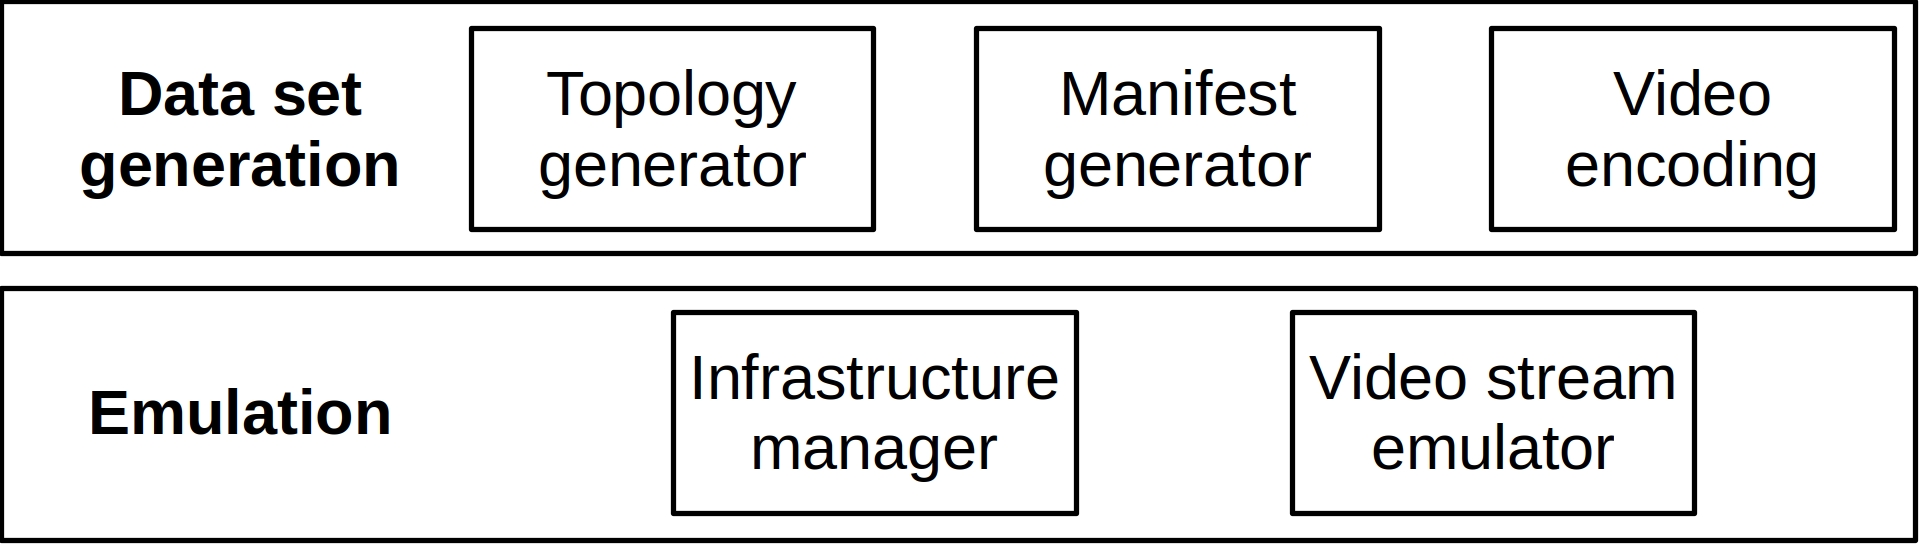 Data set
generation
Topology
generator
Manifest
generator
Video
encoding
Emulation
Infrastructure
manager
Video stream
emulator